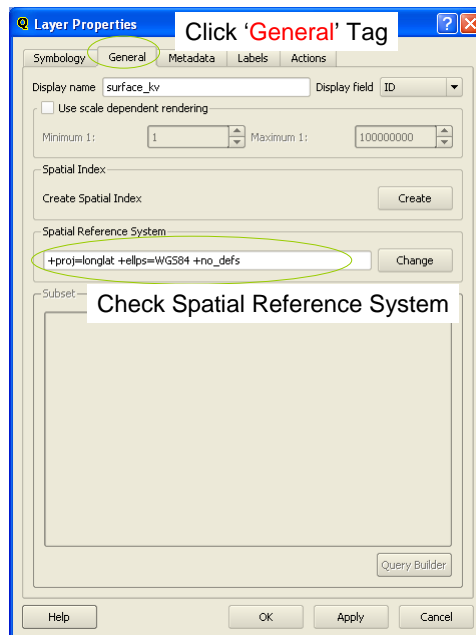 Layer Properties
Click ‘General’ Tag
Symbology General Metadata Labels Actions
Display name surface_kv Display field ID
Use scale dependent rendering
Minimum 1: 1 Maximum 1: 100000000
Spatial Index
Create Spatial Index Create
Spatial Reference System
+proj=longlat +ellps=WGS84 +no_defs Change
Subset
Check Spatial Reference System
Query Builder
Help OK Apply Cancel